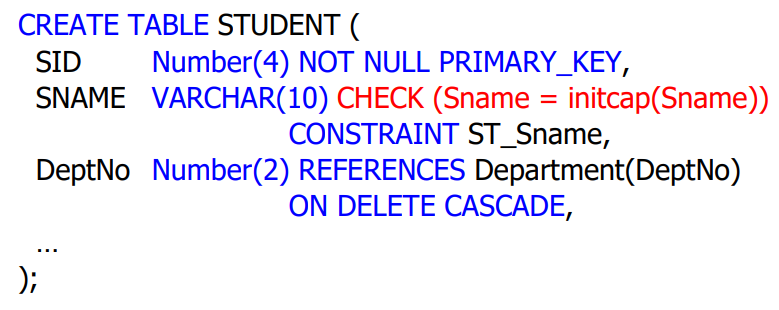 CREATE TABLE STUDENT (
SID Number(4) NOT NULL PRIMARY_KEY,
SNAME VARCHAR(10) CHECK (Sname = initcap(Sname))
CONSTRAINT ST_Sname,
DeptNo Number(2) REFERENCES Department(DeptNo)
ON DELETE CASCADE,
...
);